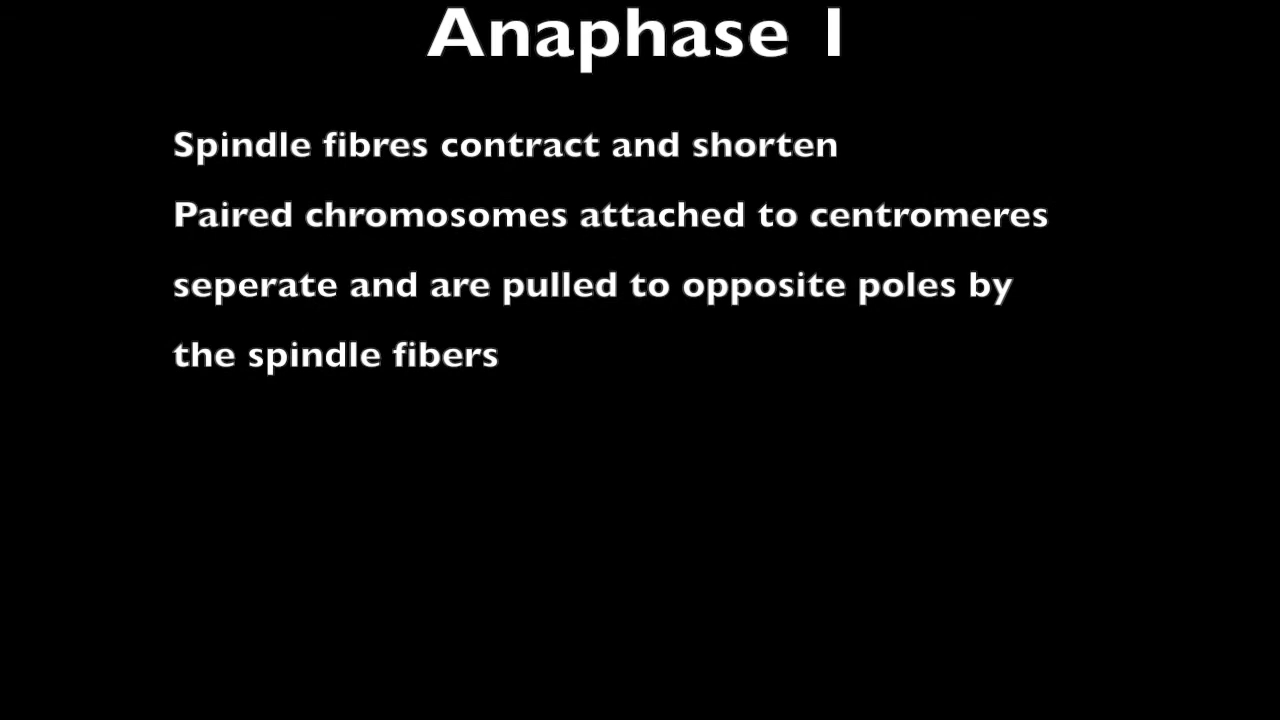 Anaphase 1
Spindle fibres contract and shorten
Paired chromosomes attached to centromeres
seperate and are pulled to opposite poles by
the spindle fibers